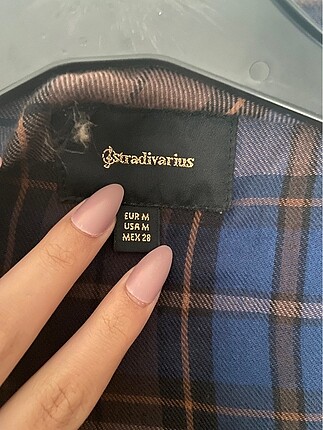 Stradivarius
EUR M
USA M
MEX 28